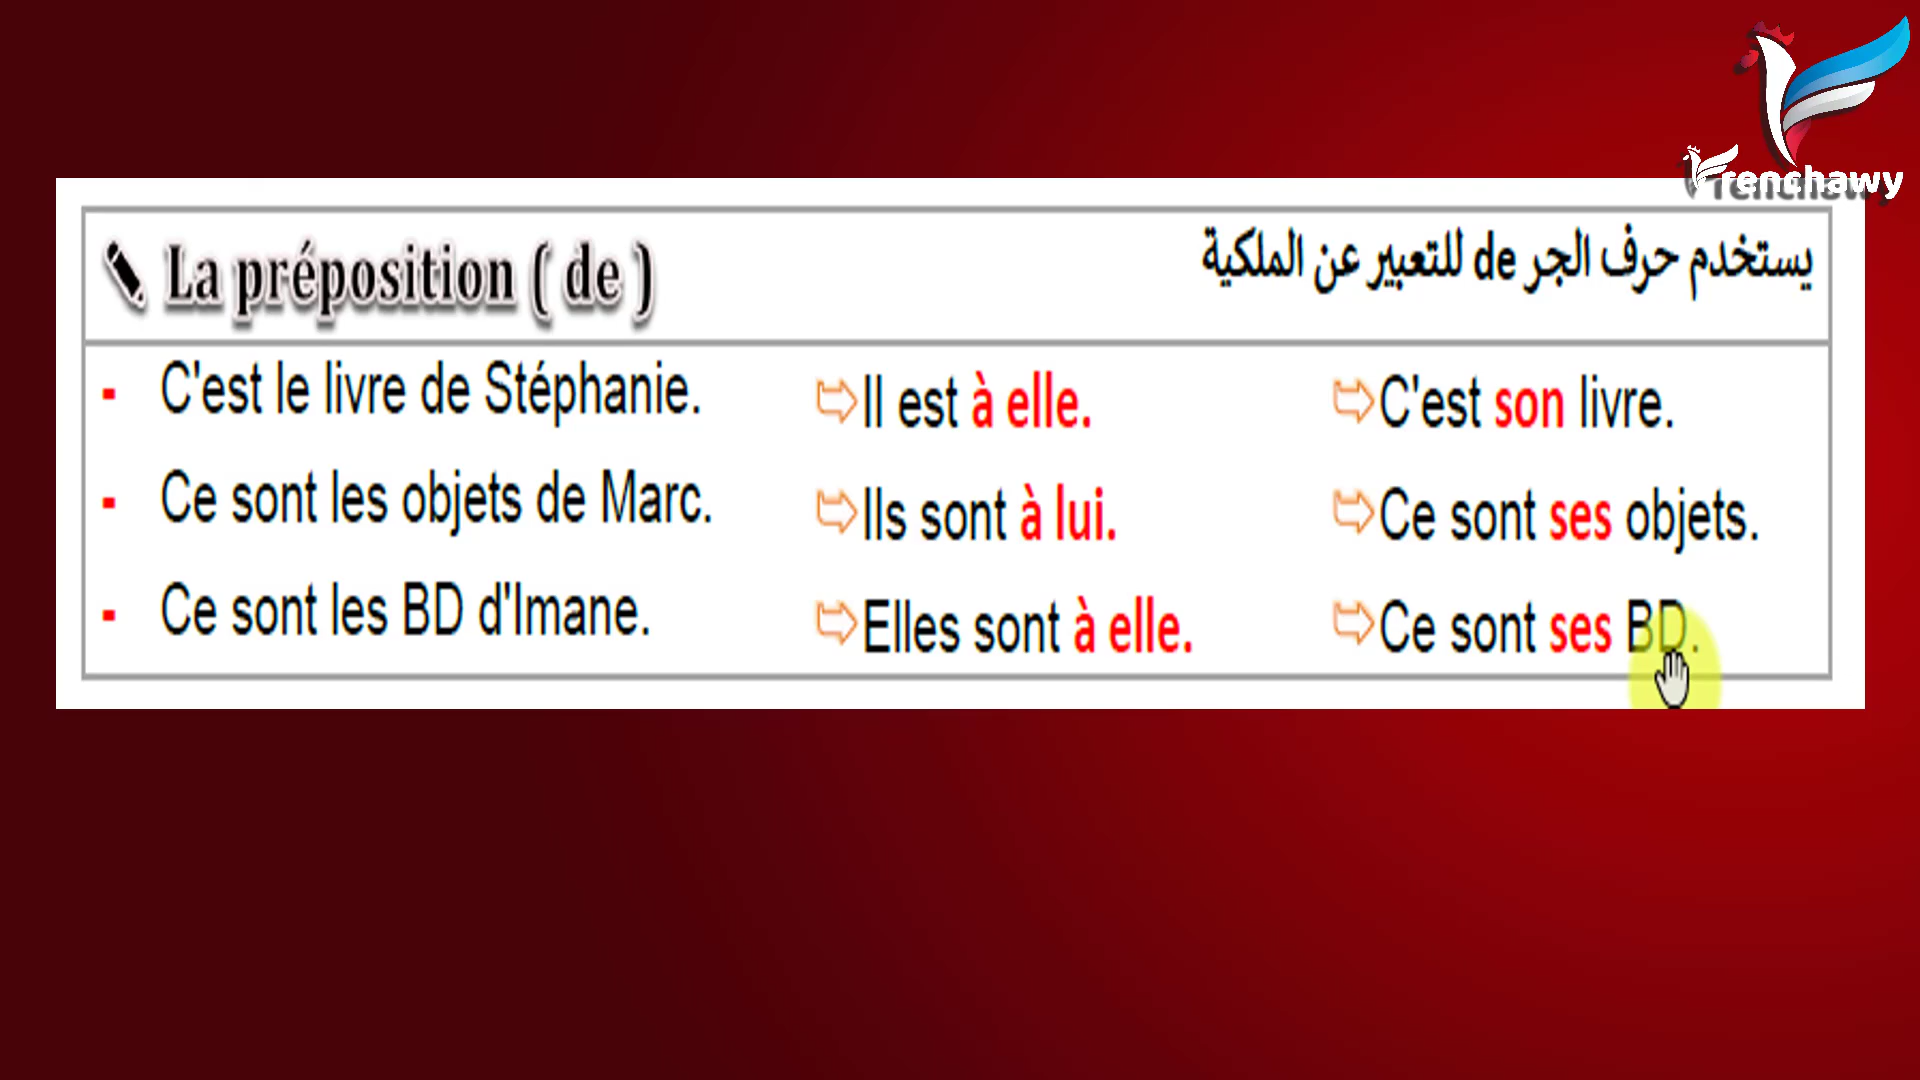 Frenchawy
La préposition ( de )
يستخدم حرف الجر de للتعبير عن الملكية
- C'est le livre de Stéphanie. ➩Il est à elle. ➩C'est son livre.
- Ce sont les objets de Marc. ➩Ils sont à lui. ➩Ce sont ses objets.
- Ce sont les BD d'Imane. ➩Elles sont à elle. ➩Ce sont ses BD.